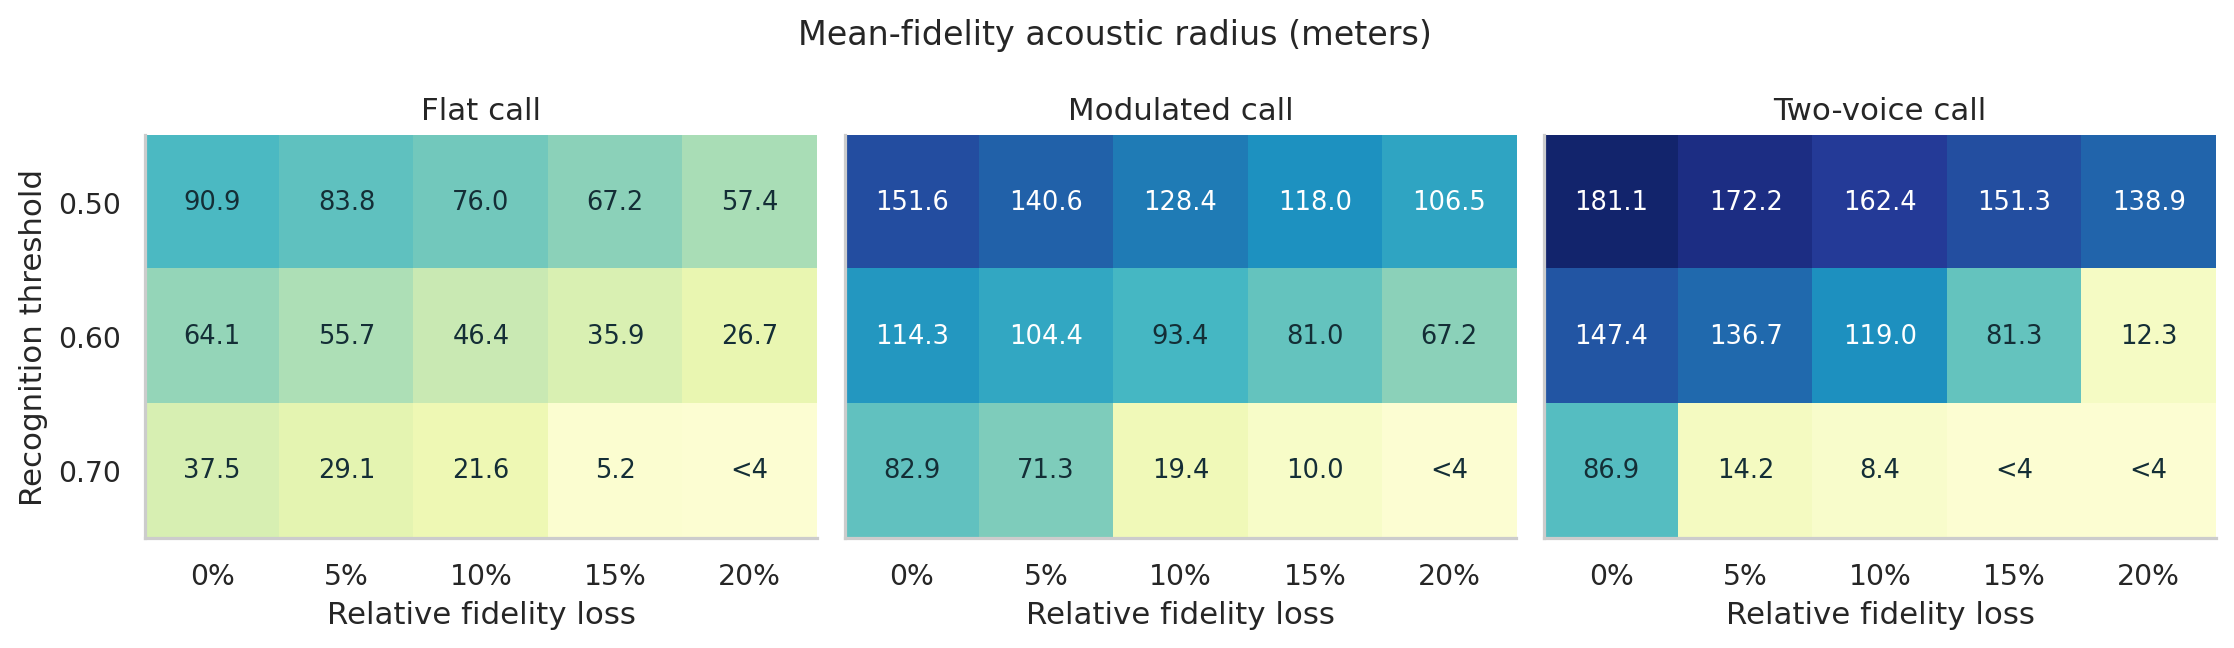 Mean-fidelity acoustic radius (meters)
Flat call
Modulated call
Two-voice call
Recognition threshold
0.50
90.9 83.8 76.0 67.2 57.4
151.6 140.6 128.4 118.0 106.5
181.1 172.2 162.4 151.3 138.9
0.60
64.1 55.7 46.4 35.9 26.7
114.3 104.4 93.4 81.0 67.2
147.4 136.7 119.0 81.3 12.3
0.70
37.5 29.1 21.6 5.2 <4
82.9 71.3 19.4 10.0 <4
86.9 14.2 8.4 <4 <4
0% 5% 10% 15% 20%
0% 5% 10% 15% 20%
0% 5% 10% 15% 20%
Relative fidelity loss
Relative fidelity loss
Relative fidelity loss